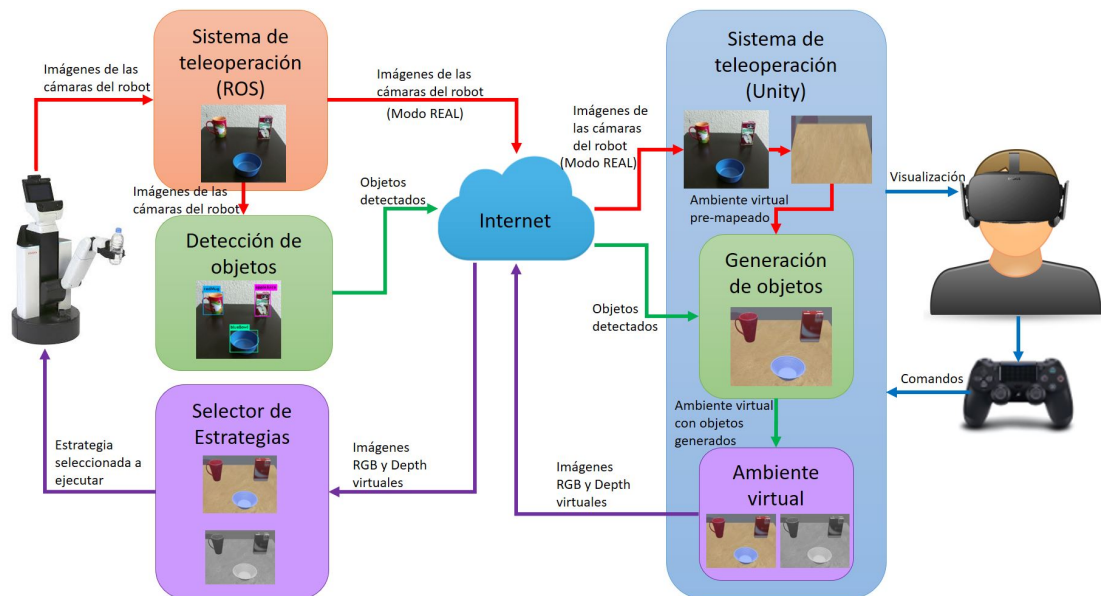 Imágenes de las
cámaras del robot
Sistema de
teleoperación
(ROS)
Imágenes de las
cámaras del robot
(Modo REAL)
Imágenes de las
cámaras del robot
Detección de
objetos
Objetos
detectados
Internet
Imágenes de
las cámaras
del robot
(Modo REAL)
Objetos
detectados
Sistema de
teleoperación
(Unity)
Ambiente virtual
pre-mapeado
Generación
de objetos
Ambiente virtual
con objetos
generados
Ambiente
virtual
Visualización
Comandos
Imágenes
RGB y Depth
virtuales
Imágenes
RGB y Depth
virtuales
Selector de
Estrategias
Estrategia
seleccionada a
ejecutar